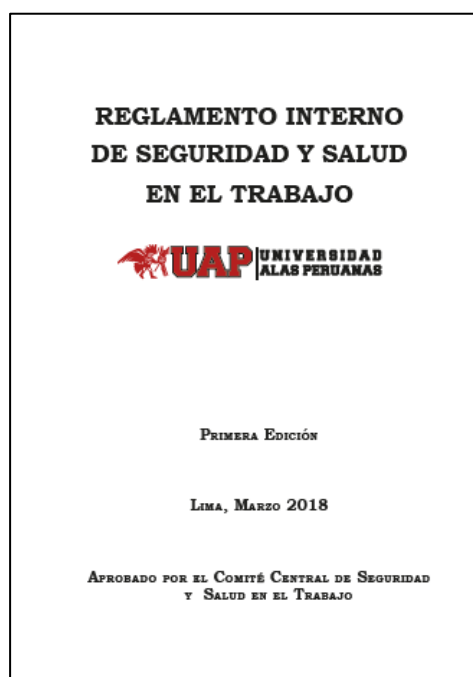 REGLAMENTO INTERNO
DE SEGURIDAD Y SALUD
EN EL TRABAJO
UAP UNIVERSIDAD
ALAS PERUANAS
Primera Edición
Lima, Marzo 2018
Aprobado por el Comité Central de Seguridad
y Salud en el Trabajo